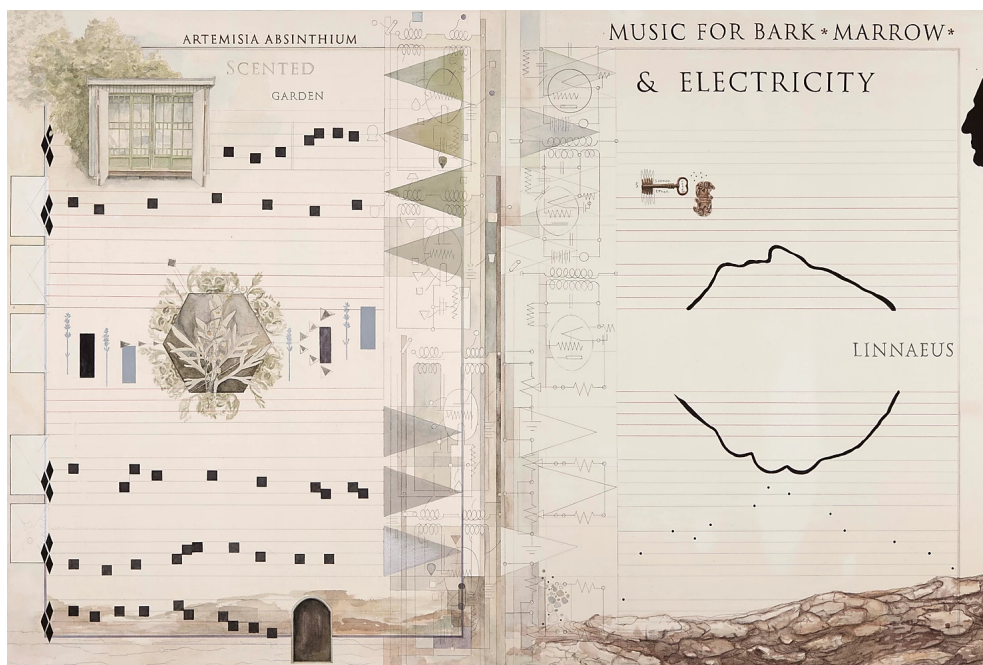 ARTEMISIA ABSINTHIUM
SCENTED
GARDEN
MUSIC FOR BARK * MARROW *
& ELECTRICITY
LINNAEUS